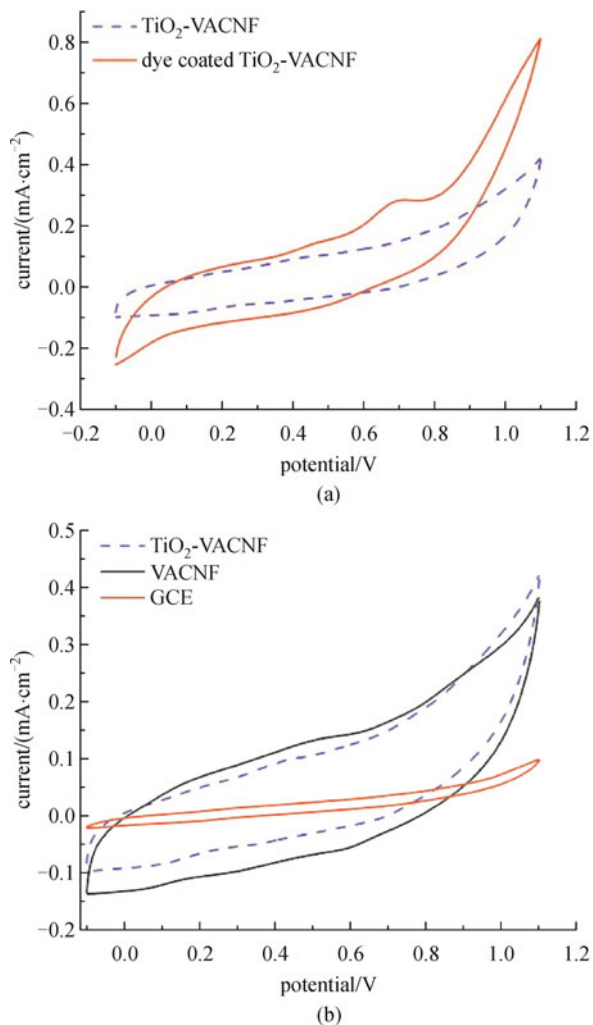 TiO₂-VACNF
dye coated TiO₂-VACNF
0.8
0.6
0.4
0.2
0.0
−0.2
−0.4
current/(mA·cm⁻²)
−0.2 0.0 0.2 0.4 0.6 0.8 1.0 1.2
potential/V
(a)
0.5
0.4
0.3
0.2
0.1
0.0
−0.1
−0.2
TiO₂-VACNF
VACNF
GCE
current/(mA·cm⁻²)
0.0 0.2 0.4 0.6 0.8 1.0 1.2
potential/V
(b)